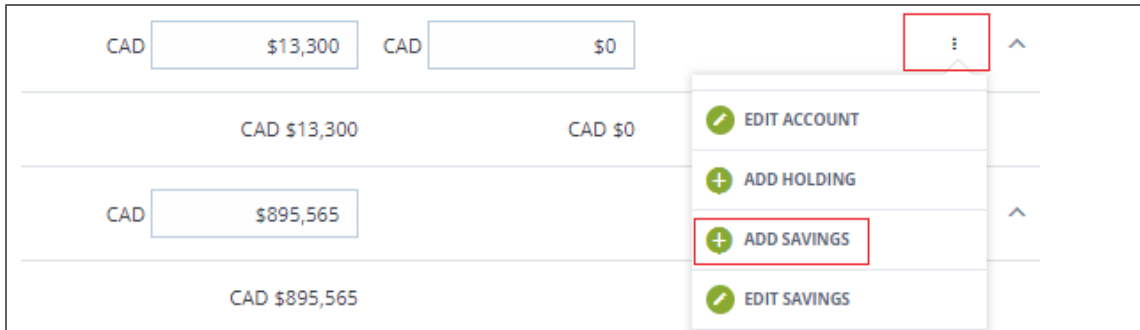 CAD $13,300 CAD $0
CAD $13,300 CAD $0 EDIT ACCOUNT
ADD HOLDING
CAD $895,565
ADD SAVINGS
CAD $895,565 EDIT SAVINGS